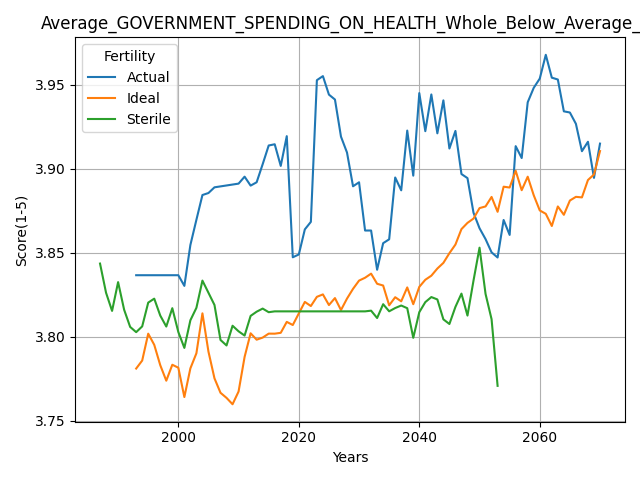 Average_GOVERNMENT_SPENDING_ON_HEALTH_Whole_Below_Average_
Fertility
Actual
Ideal
Sterile
Score(1-5)
3.95
3.90
3.85
3.80
3.75
2000 2020 2040 2060
Years